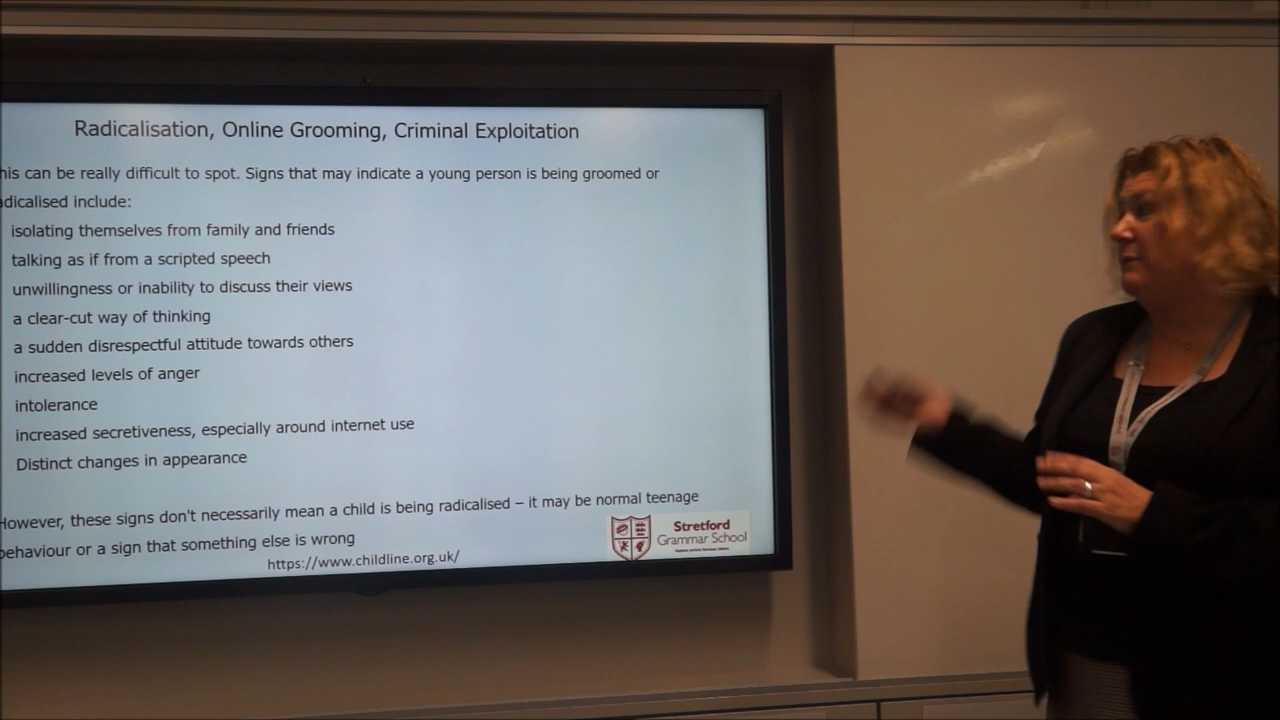 Radicalisation, Online Grooming, Criminal Exploitation
his can be really difficult to spot. Signs that may indicate a young person is being groomed or
adicalised include:
isolating themselves from family and friends
talking as if from a scripted speech
unwillingness or inability to discuss their views
a clear-cut way of thinking
a sudden disrespectful attitude towards others
increased levels of anger
intolerance
increased secretiveness, especially around internet use
Distinct changes in appearance
However, these signs don't necessarily mean a child is being radicalised – it may be normal teenage
behaviour or a sign that something else is wrong
https://www.childline.org.uk/
Stretford
Grammar School